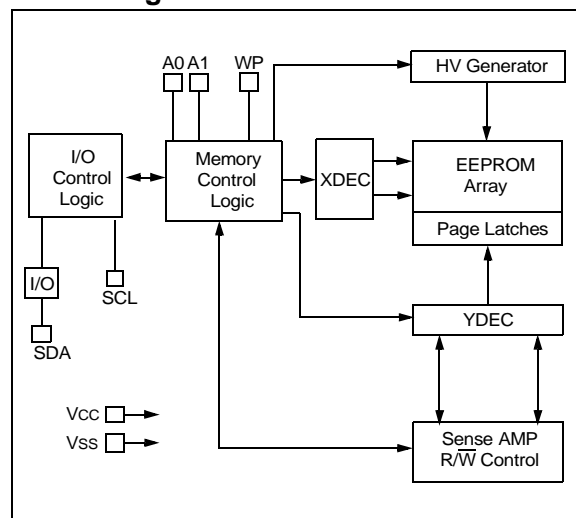 A0 A1
WP
HV Generator
I/O
Control
Logic
Memory
Control
Logic
XDEC
EEPROM
Array
Page Latches
I/O
SCL
SDA
YDEC
VCC
VSS
Sense AMP
R/W̅ Control